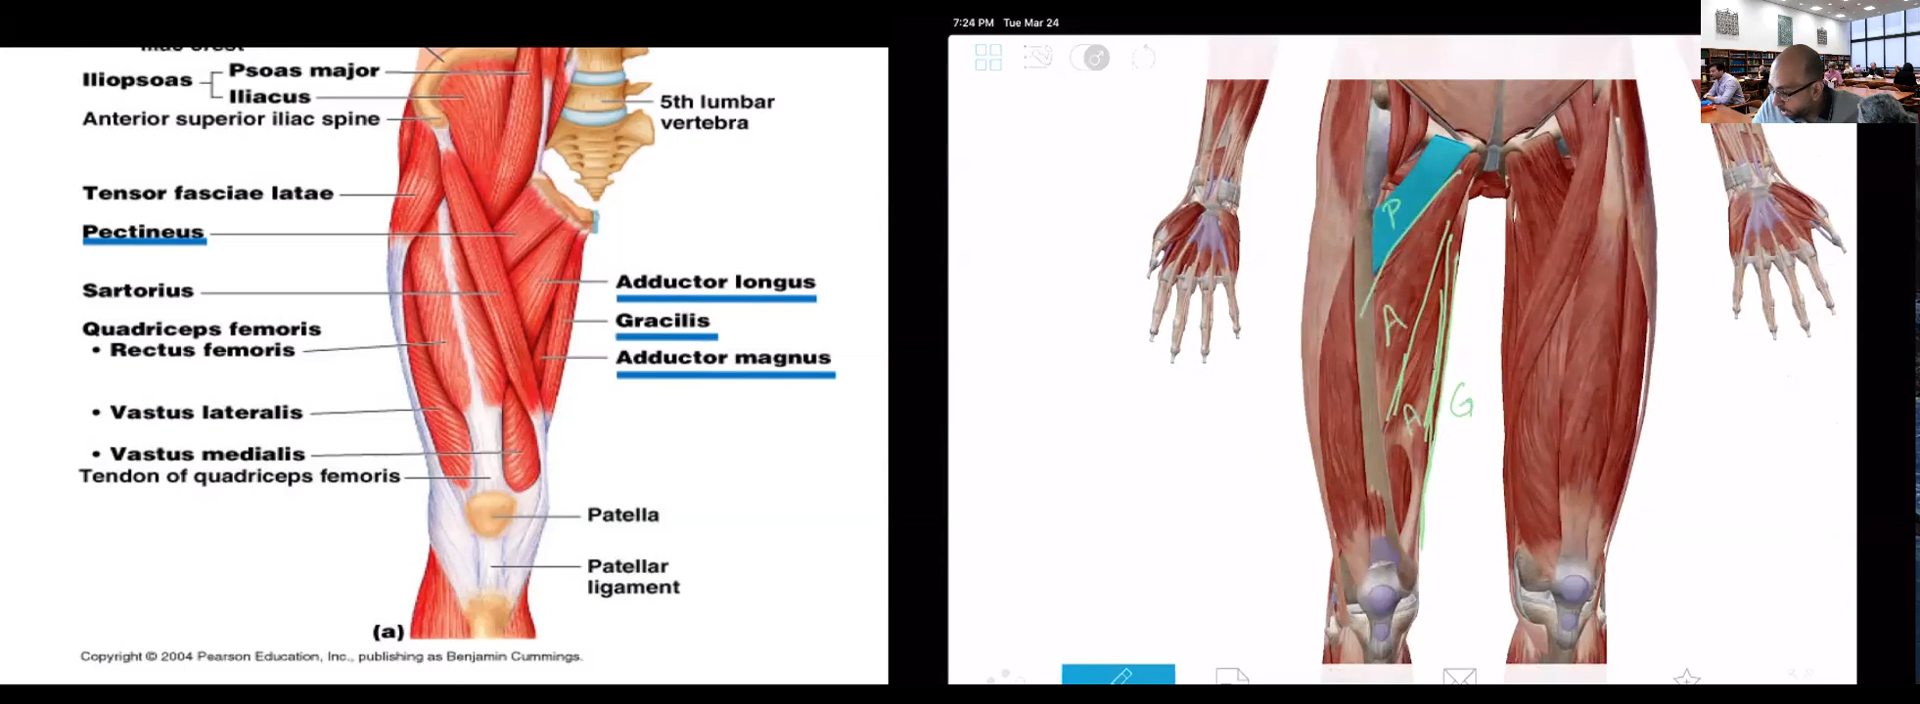 Iliac crest
Iliopsoas
Psoas major
Iliacus
Anterior superior iliac spine
5th lumbar
vertebra
Tensor fasciae latae
Pectineus
Sartorius
Quadriceps femoris
• Rectus femoris
Adductor longus
Gracilis
Adductor magnus
• Vastus lateralis
• Vastus medialis
Tendon of quadriceps femoris
Patella
Patellar
ligament
(a)
Copyright © 2004 Pearson Education, Inc., publishing as Benjamin Cummings.
7:24 PM Tue Mar 24
P
A
A
G